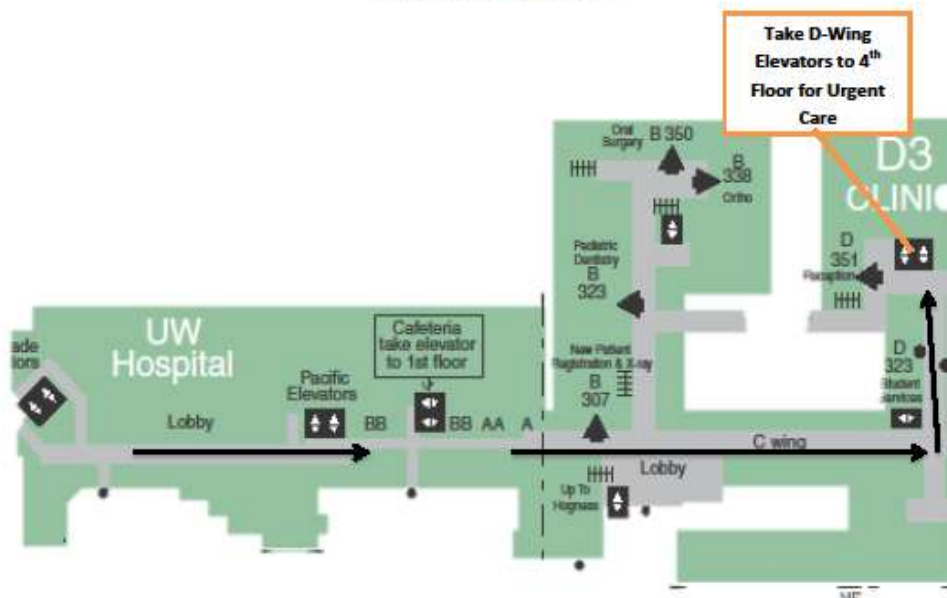 Take D-Wing
Elevators to 4th
Floor for Urgent
Care
Oral
Surgery
B 350
B
338
Ortho
D3
CLINIC
D
351
Reception
Pediatric
Dentistry
B
323
UW
Hospital
Cafeteria
take elevator
to 1st floor
New Patient
Registration & X-ray
B
307
D
323
Student
Services
ade
ors
Pacific
Elevators
Lobby
BB
BB
AA
A
C wing
Lobby
Up To
Hogness